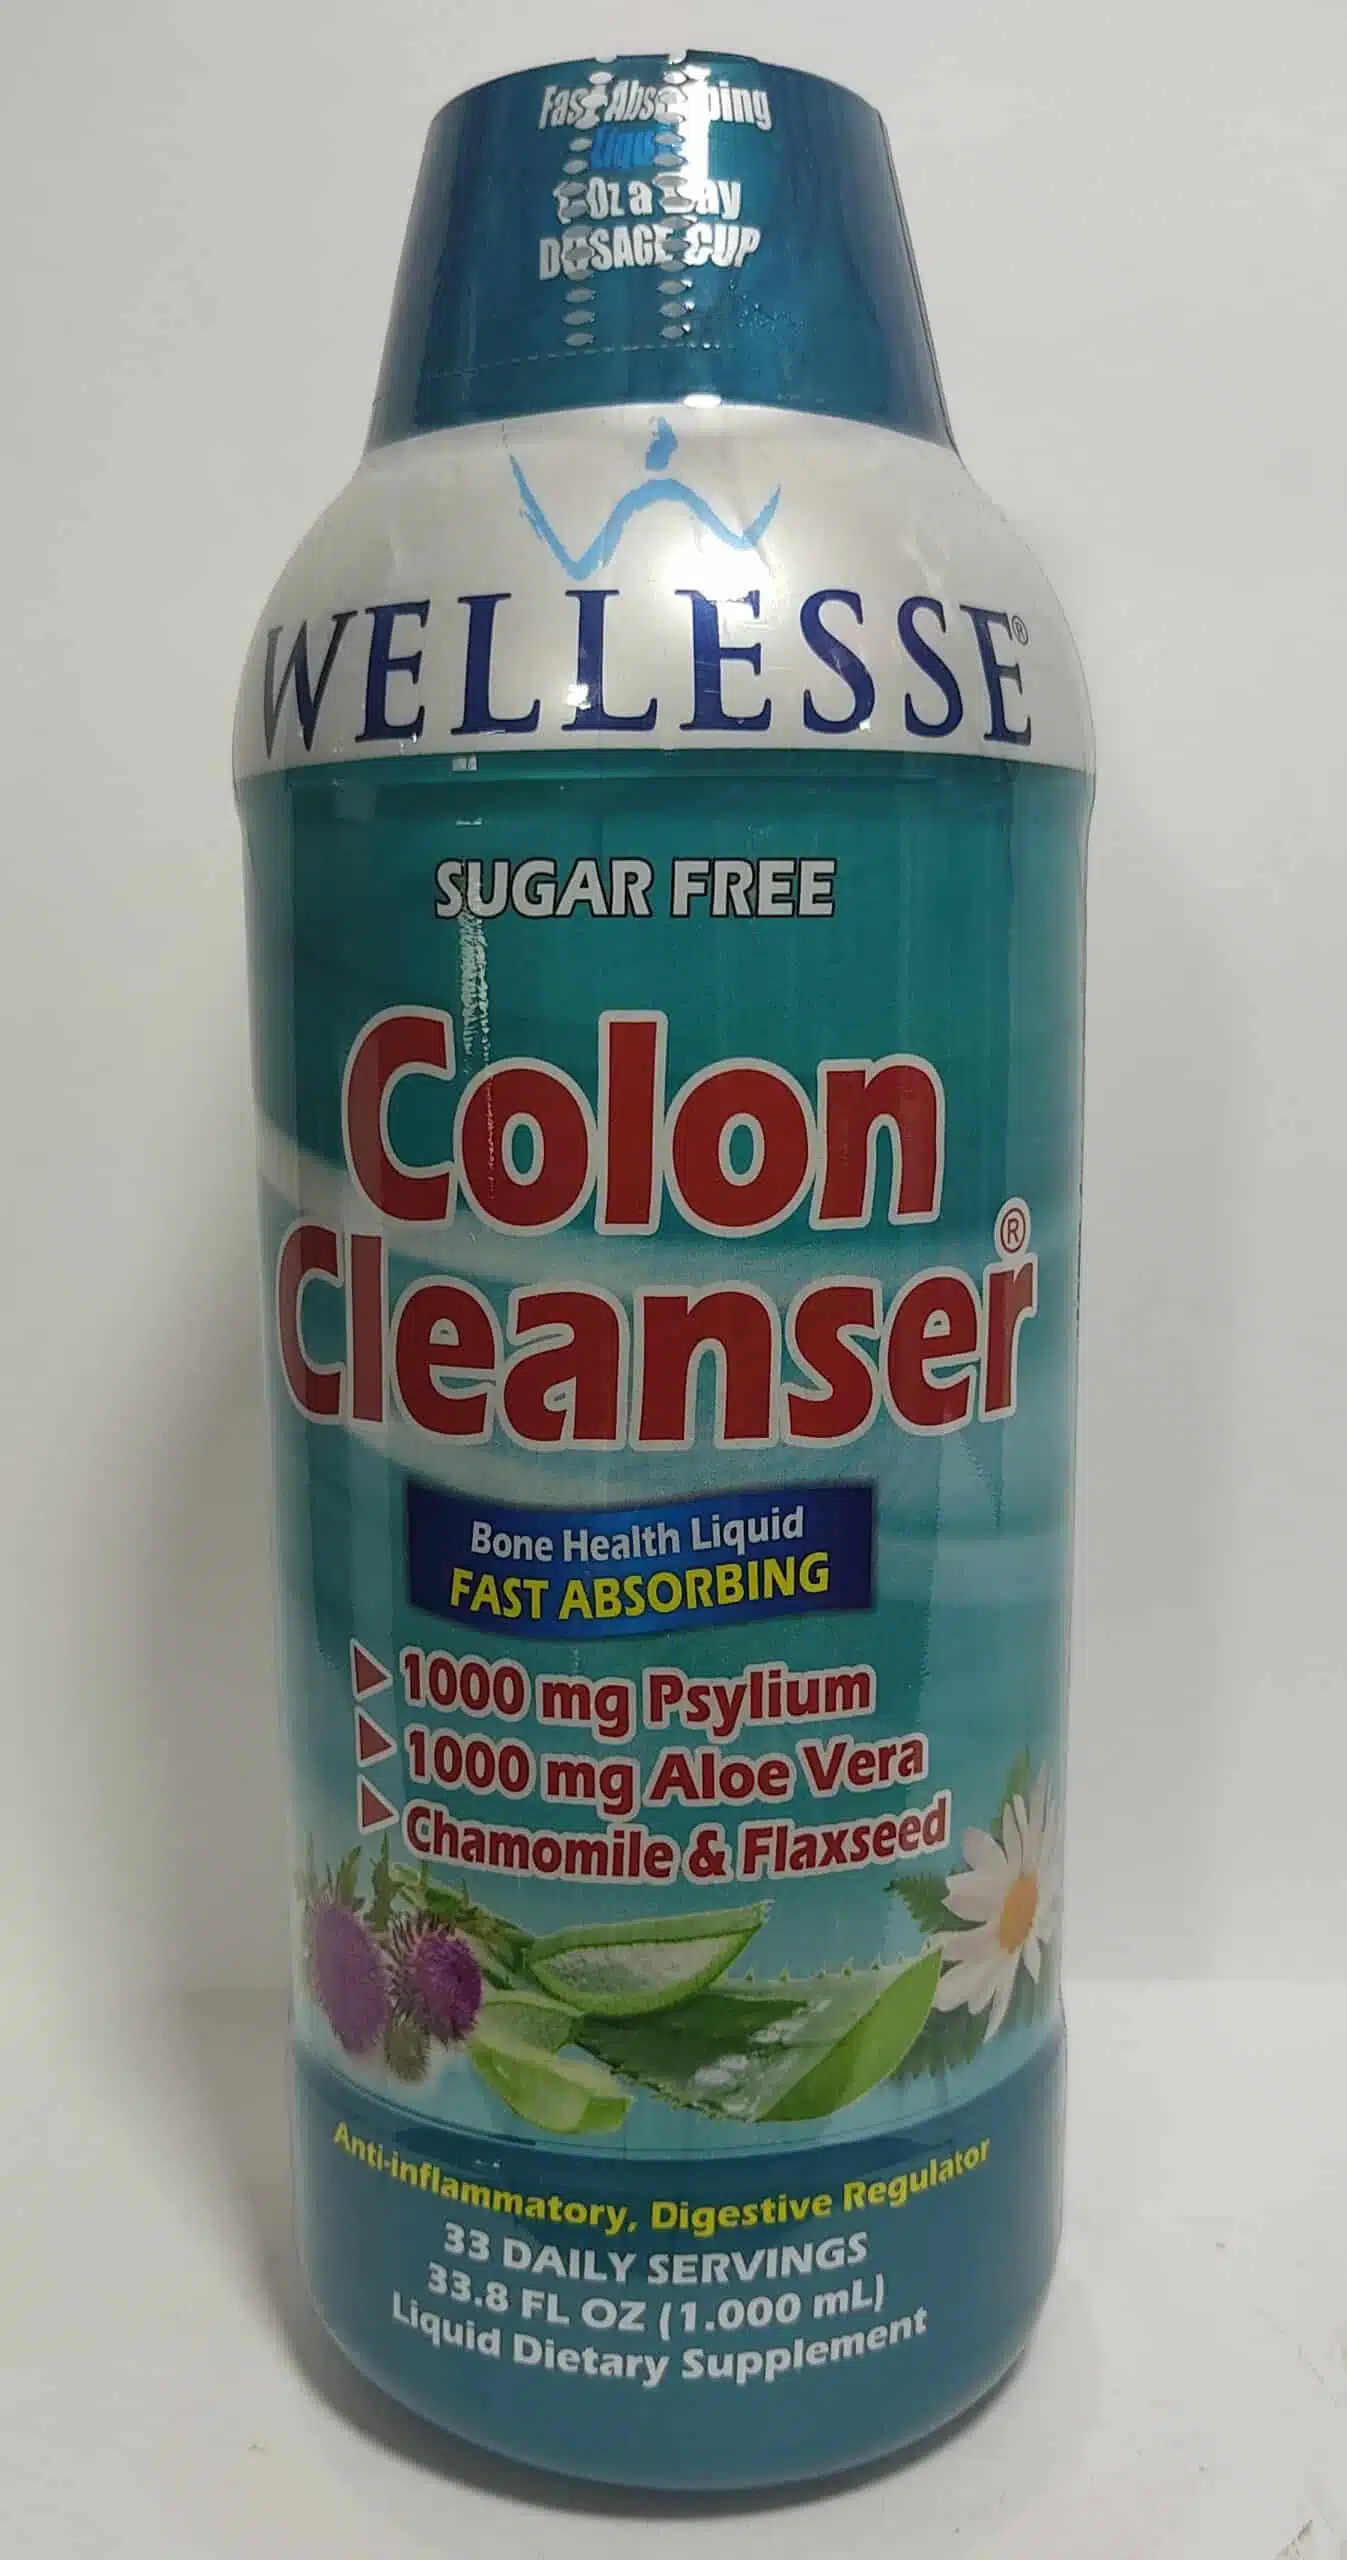 Fast Absorbing
Liquid
Oz a Day
DOSAGE CUP
WELLESSE®
SUGAR FREE
Colon
Cleanser®
Bone Health Liquid
FAST ABSORBING
1000 mg Psylium
1000 mg Aloe Vera
Chamomile & Flaxseed
Anti-inflammatory, Digestive Regulator
33 DAILY SERVINGS
33.8 FL OZ (1.000 mL)
Liquid Dietary Supplement